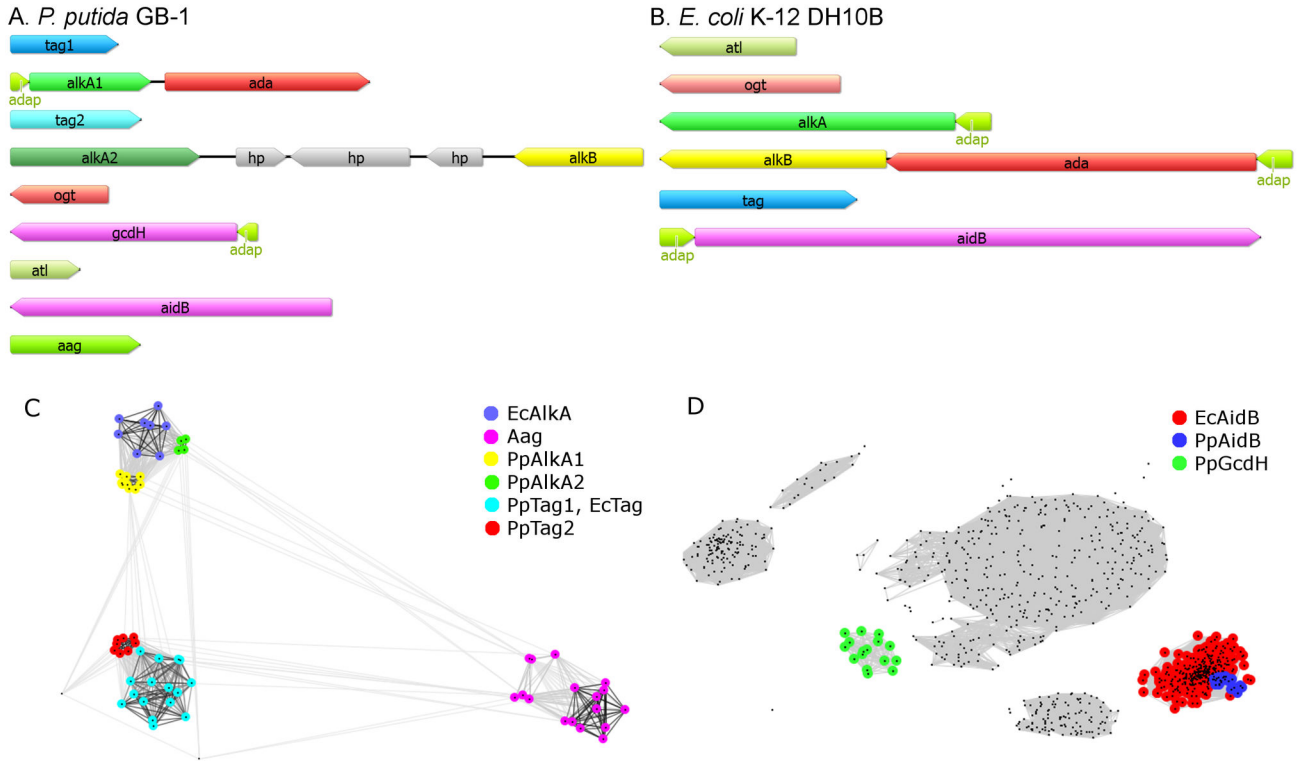 A. P. putida GB-1
tag1
alkA1 ada
adap
tag2
alkA2 hp hp hp alkB
ogt
gcdH
adap
atl
aidB
aag
B. E. coli K-12 DH10B
atl
ogt
alkA
adap
alkB ada
adap
tag
aidB
adap
C
EcAlkA
Aag
PpAlkA1
PpAlkA2
PpTag1, EcTag
PpTag2
D
EcAidB
PpAidB
PpGcdH